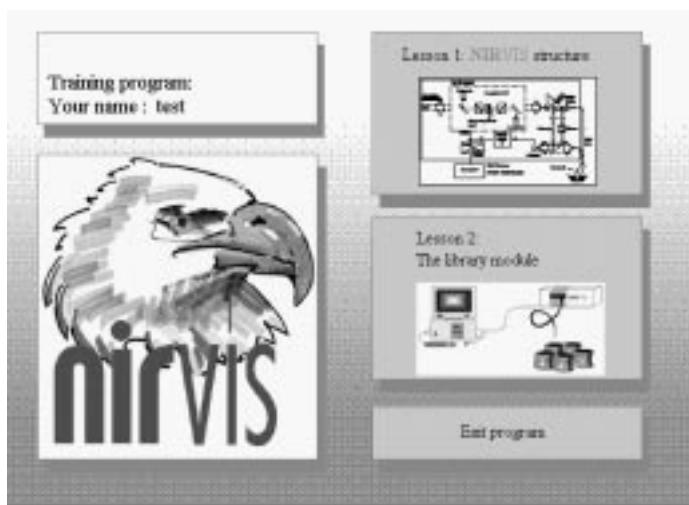 Training program:
Your name : test
nirVIS
Lesson 1: NIRVIS structure
Lesson 2:
The library module
Exit program